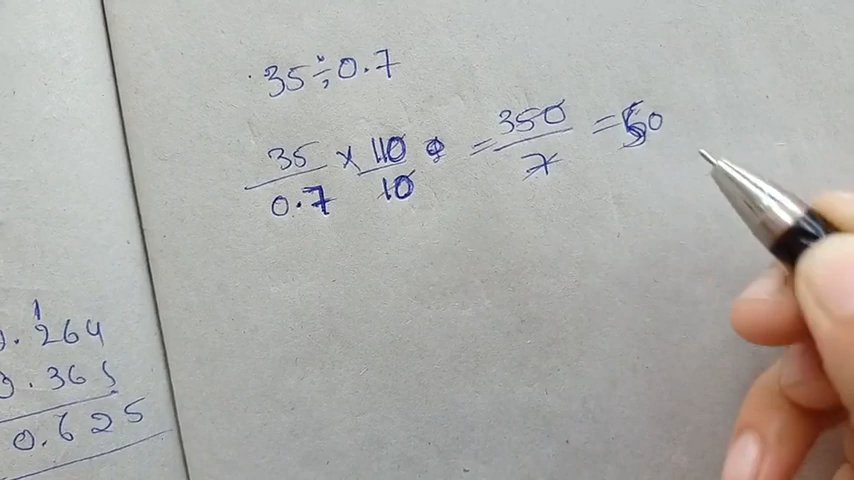 35÷0.7
35/0.7 × 10/10 = 350/7 = 50
.264
.365
0.625